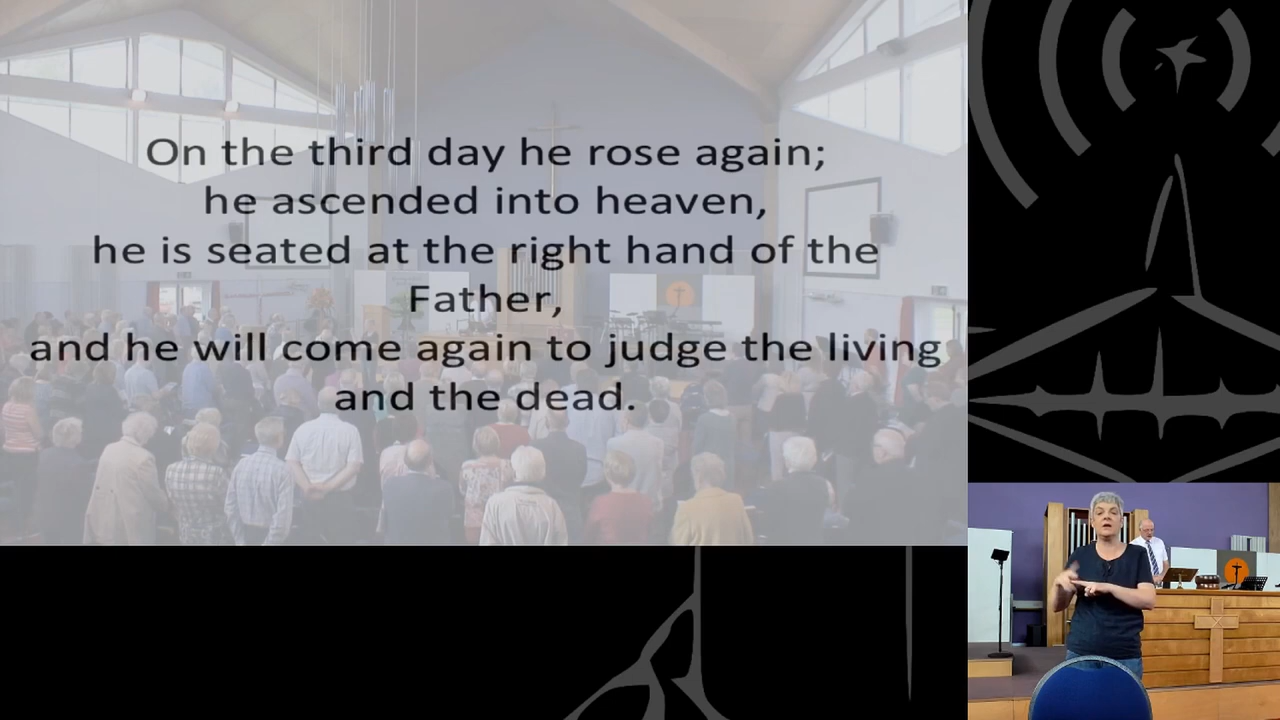 On the third day he rose again;
he ascended into heaven,
he is seated at the right hand of the
Father,
and he will come again to judge the living
and the dead.